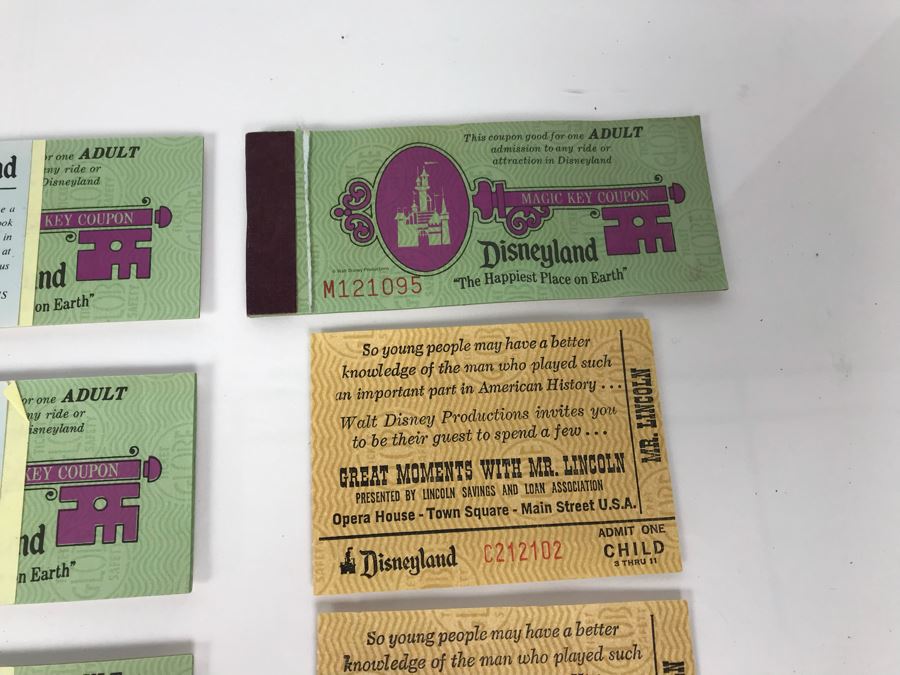 This coupon good for one ADULT
admission to any ride or
attraction in Disneyland
MAGIC KEY COUPON
Disneyland
"The Happiest Place on Earth"
© Walt Disney Productions
M121095
So young people may have a better
knowledge of the man who played such
an important part in American History . . .
Walt Disney Productions invites you
to be their guest to spend a few . . .
GREAT MOMENTS WITH MR. LINCOLN
PRESENTED BY LINCOLN SAVINGS AND LOAN ASSOCIATION
Opera House - Town Square - Main Street U.S.A.
MR. LINCOLN
Disneyland
C212102
ADMIT ONE
CHILD
3 THRU 11
So young people may have a better
knowledge of the man who played such
or one ADULT
ny ride or
Disneyland
KEY COUPON
nd
on Earth"
or one ADULT
ny ride or
isneyland
KEY COUPON
nd
n Earth"